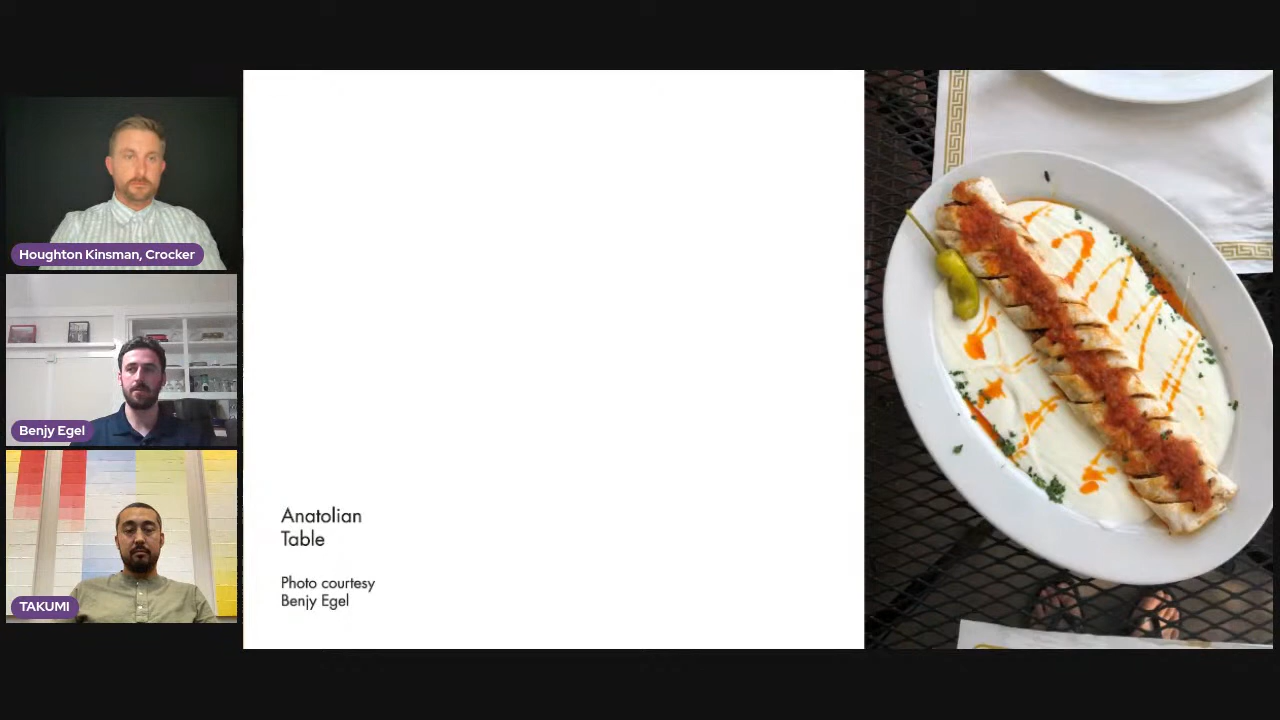 Houghton Kinsman, Crocker
Benjy Egel
TAKUMI
Anatolian
Table
Photo courtesy
Benjy Egel